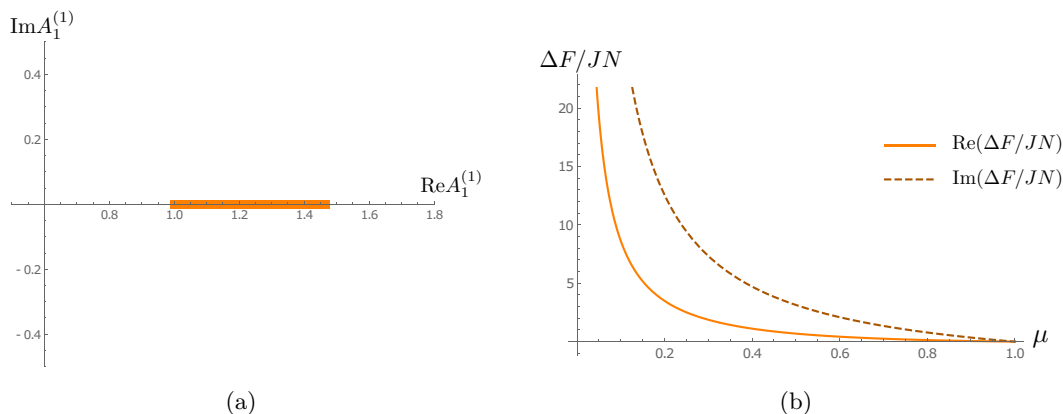 ImA₁⁽¹⁾
0.4
0.2
ReA₁⁽¹⁾
0.8 1.0 1.2 1.4 1.6 1.8
- 0.2
- 0.4
(a)
ΔF/JN
20
15
10
5
0.2 0.4 0.6 0.8 1.0
μ
Re(ΔF/JN)
Im(ΔF/JN)
(b)